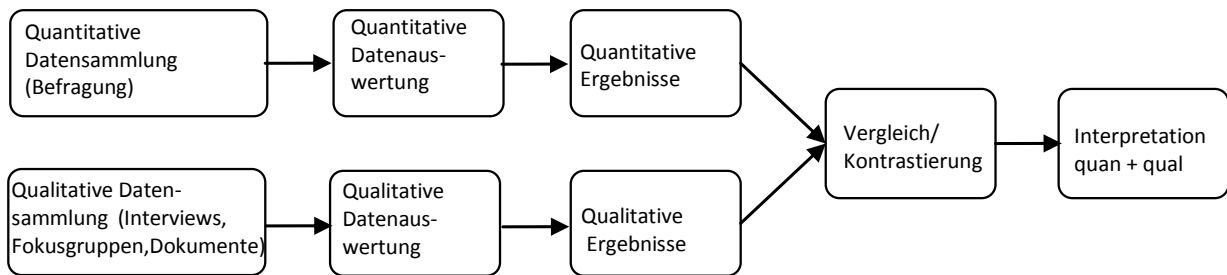 Quantitative
Datensammlung
(Befragung)
Quantitative
Datenaus-
wertung
Quantitative
Ergebnisse
Vergleich/
Kontrastierung
Interpretation
quan + qual
Qualitative Daten-
sammlung (Interviews,
Fokusgruppen,Dokumente)
Qualitative
Datenaus-
wertung
Qualitative
Ergebnisse